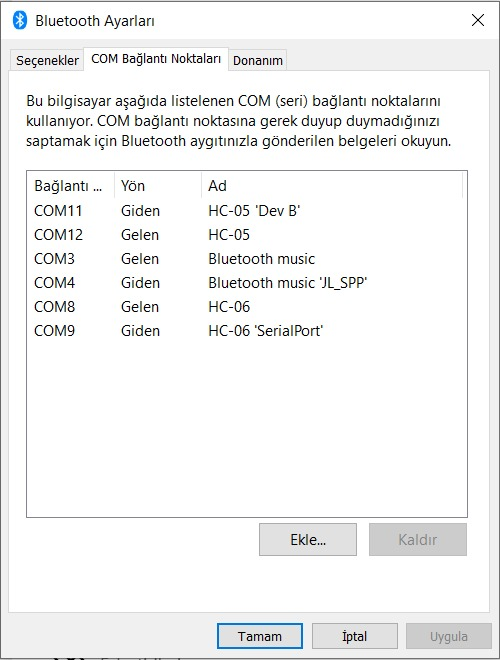 Bluetooth Ayarları
Seçenekler COM Bağlantı Noktaları Donanım
Bu bilgisayar aşağıda listelenen COM (seri) bağlantı noktalarını
kullanıyor. COM bağlantı noktasına gerek duyup duymadığınızı
saptamak için Bluetooth aygıtınızla gönderilen belgeleri okuyun.
Bağlantı ... Yön Ad
COM11 Giden HC-05 'Dev B'
COM12 Gelen HC-05
COM3 Gelen Bluetooth music
COM4 Giden Bluetooth music 'JL_SPP'
COM8 Gelen HC-06
COM9 Giden HC-06 'SerialPort'
Ekle... Kaldır
Tamam İptal Uygula